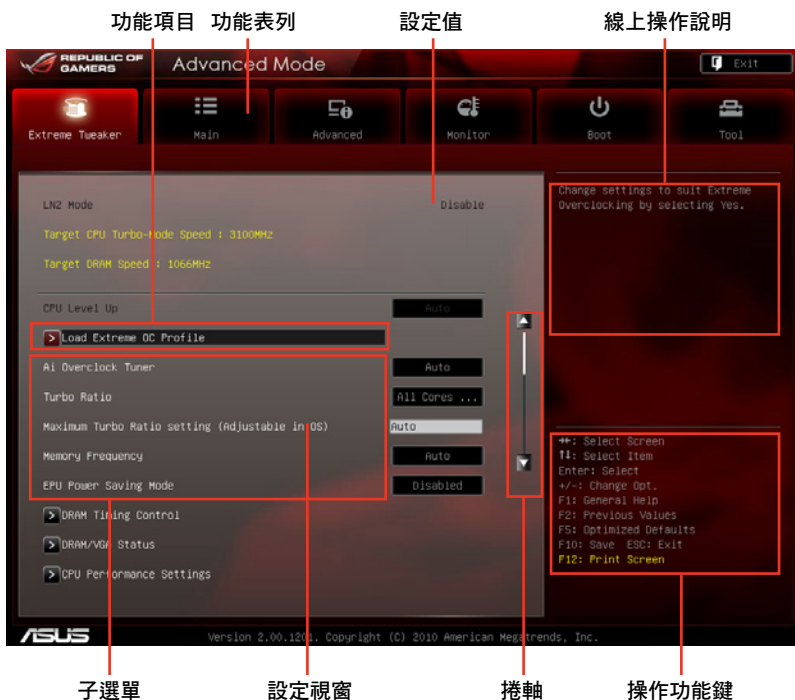 功能項目 功能表列 設定值 線上操作說明
REPUBLIC OF
GAMERS
Advanced Mode
Exit
Extreme Tweaker Main Advanced Monitor Boot Tool
LN2 Mode Disable
Target CPU Turbo-Mode Speed : 3100MHz
Target DRAM Speed : 1066MHz
CPU Level Up Auto
> Load Extreme OC Profile
Ai Overclock Tuner Auto
Turbo Ratio All Cores ...
Maximum Turbo Ratio setting (Adjustable in OS) Auto
Memory Frequency Auto
EPU Power Saving Mode Disabled
> DRAM Timing Control
> DRAM/VGA Status
> CPU Performance Settings
Change settings to suit Extreme
Overclocking by selecting Yes.
→←: Select Screen
↑↓: Select Item
Enter: Select
+/-: Change Opt.
F1: General Help
F2: Previous Values
F5: Optimized Defaults
F10: Save ESC: Exit
F12: Print Screen
ASUS
Version 2.00.1201. Copyright (C) 2010 American Megatrends, Inc.
子選單 設定視窗 捲軸 操作功能鍵